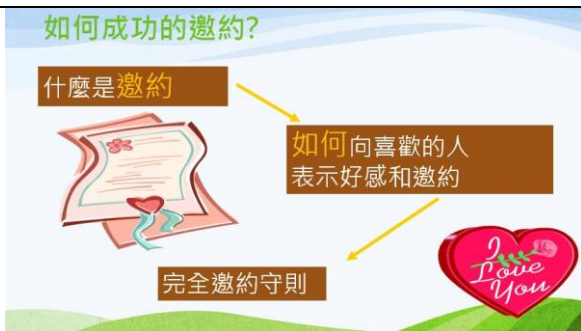 如何成功的邀約?
什麼是邀約
如何向喜歡的人
表示好感和邀約
完全邀約守則
I
Love
You